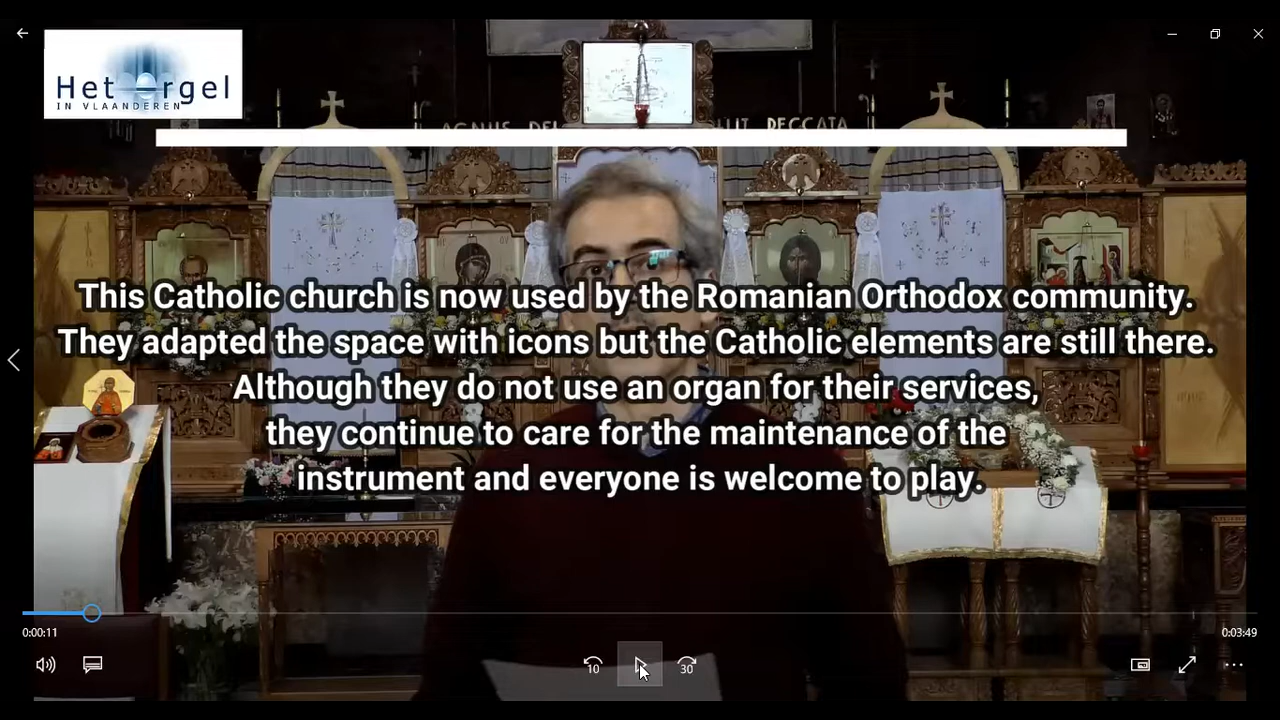 Het Orgel
IN VLAANDEREN
AGNUS DEI
PECCATA
This Catholic church is now used by the Romanian Orthodox community.
They adapted the space with icons but the Catholic elements are still there.
Although they do not use an organ for their services,
they continue to care for the maintenance of the
instrument and everyone is welcome to play.
0:00:11
0:03:49
10
30